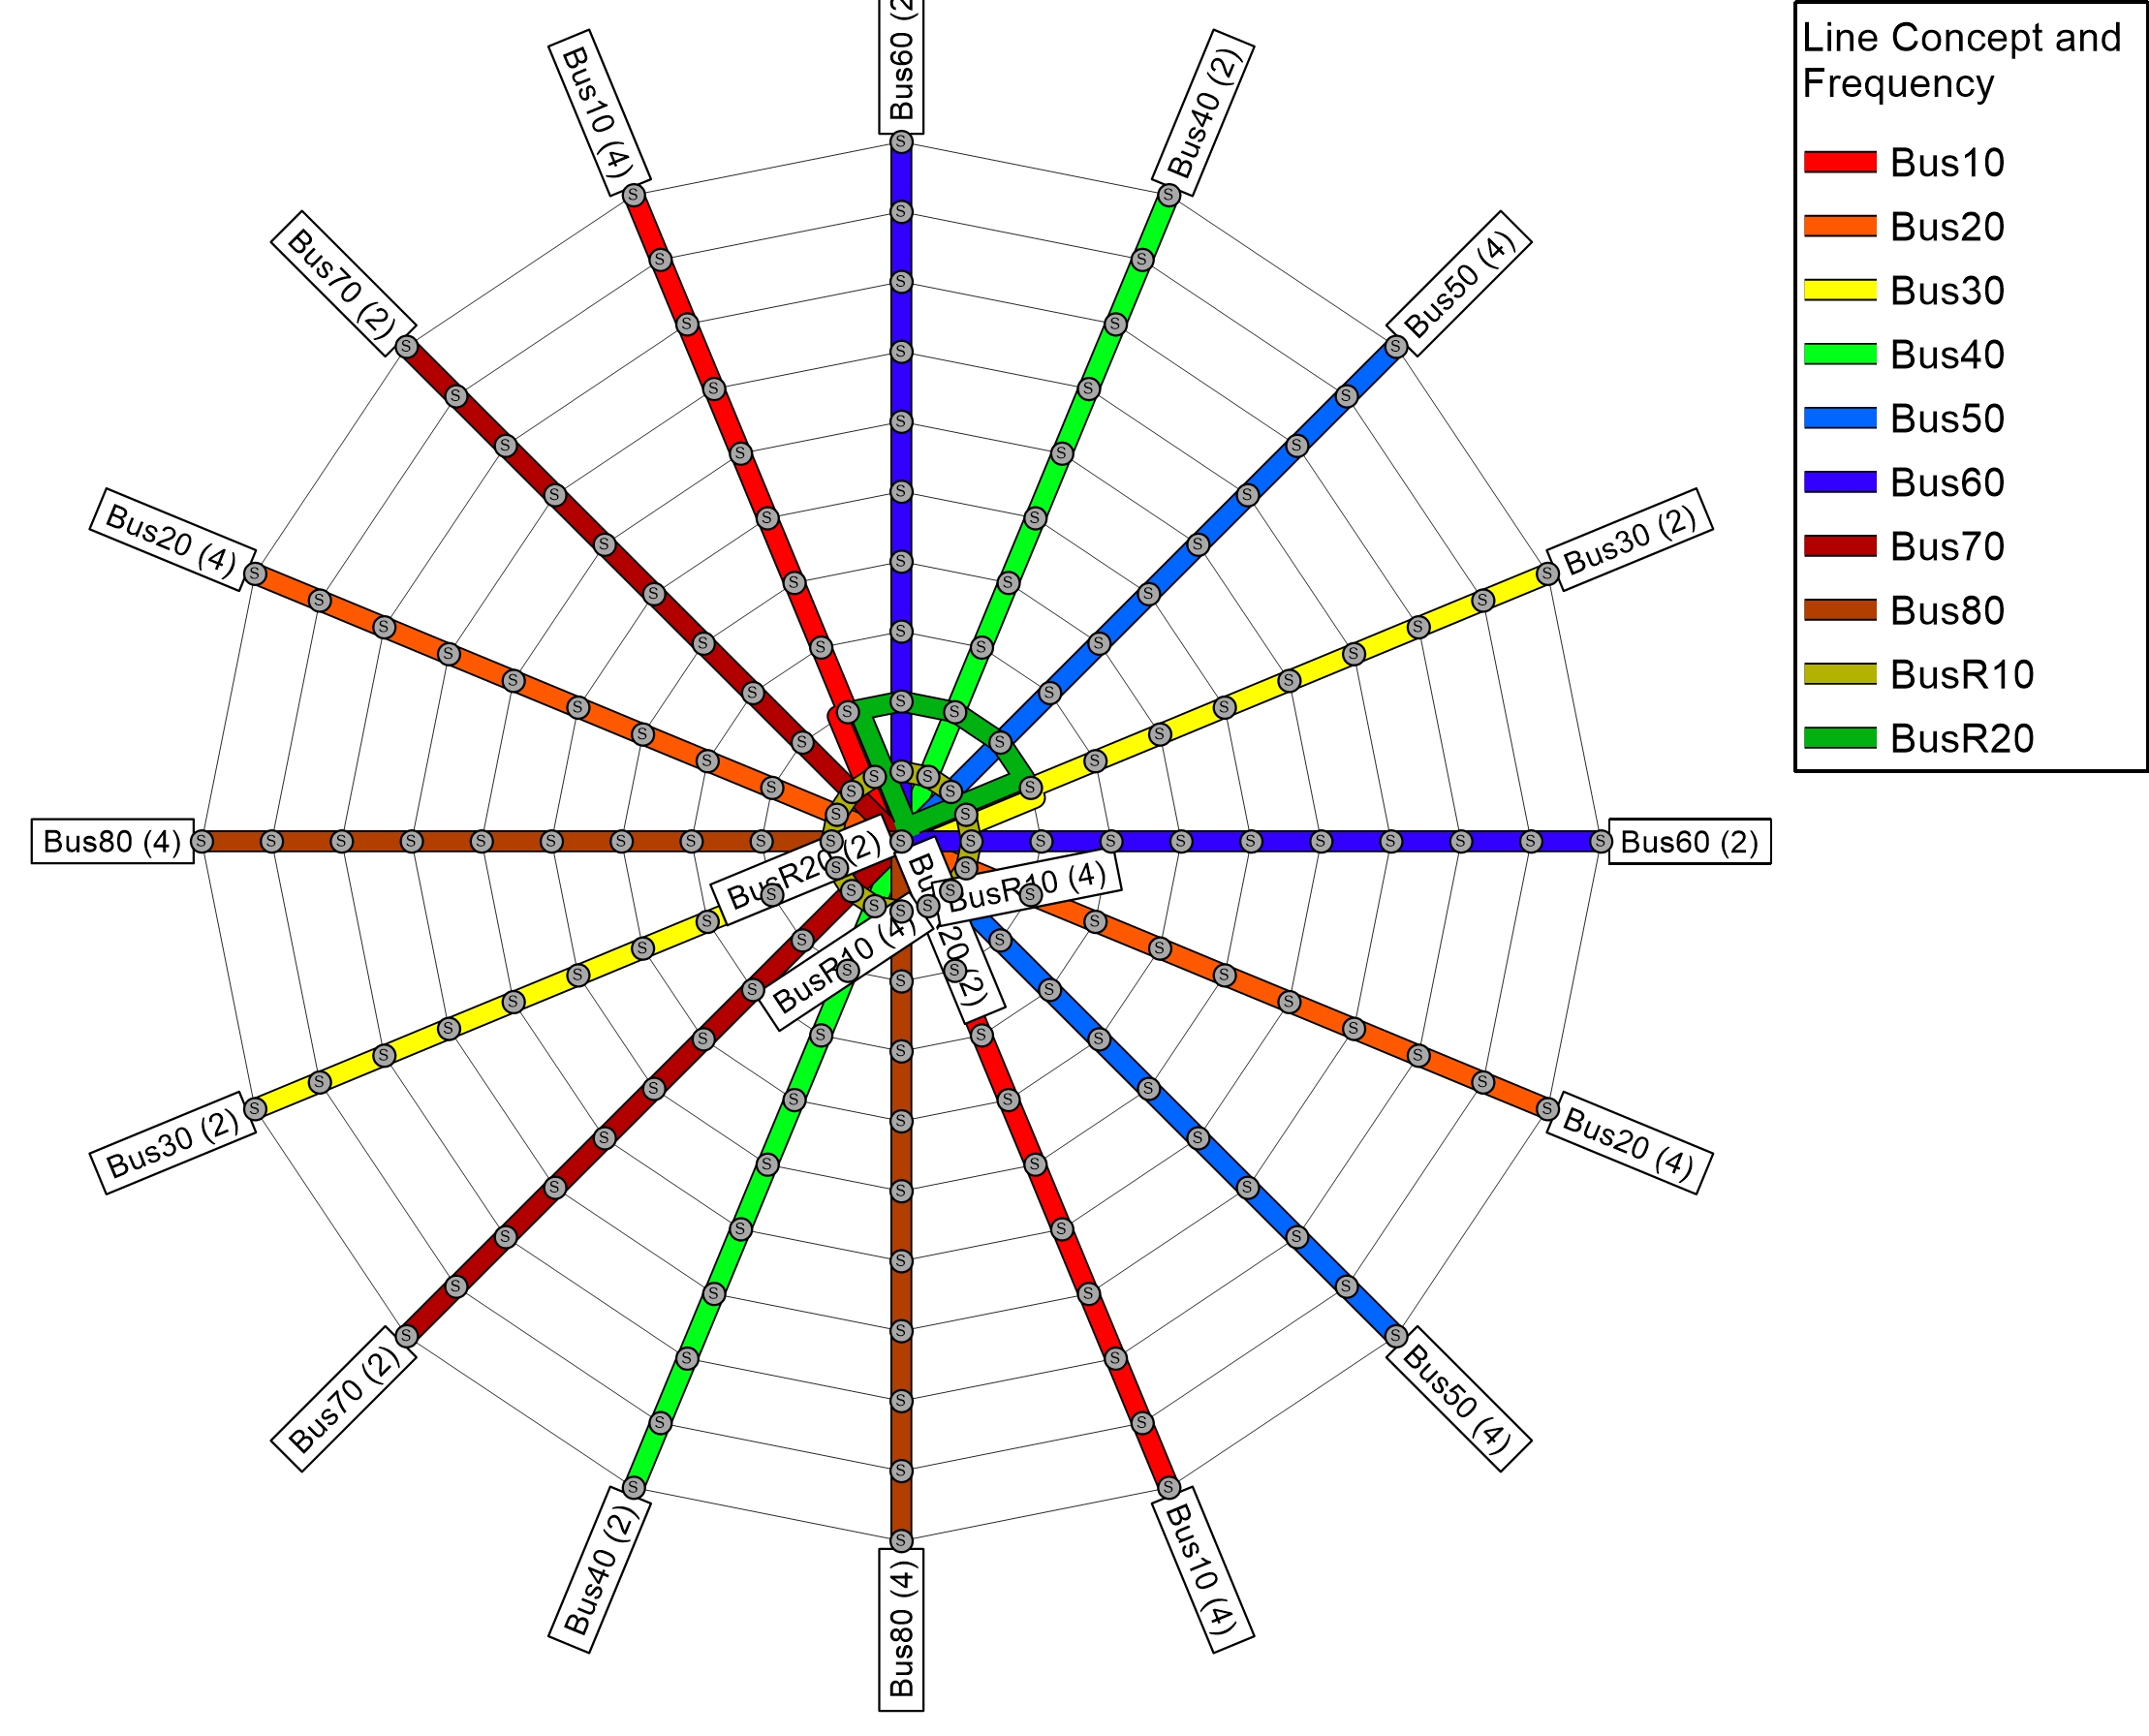 Line Concept and
Frequency
Bus10
Bus20
Bus30
Bus40
Bus50
Bus60
Bus70
Bus80
BusR10
BusR20
Bus60 (2
Bus10 (4)
Bus40 (2)
Bus70 (2)
Bus50 (4)
Bus20 (4)
Bus30 (2)
Bus80 (4)
Bus60 (2)
BusR20 (2)
BusR10 (4)
BusR10 (4)
Bus30 (2)
Bus20 (4)
Bus70 (2)
Bus50 (4)
Bus40 (2)
Bus80 (4)
Bus10 (4)